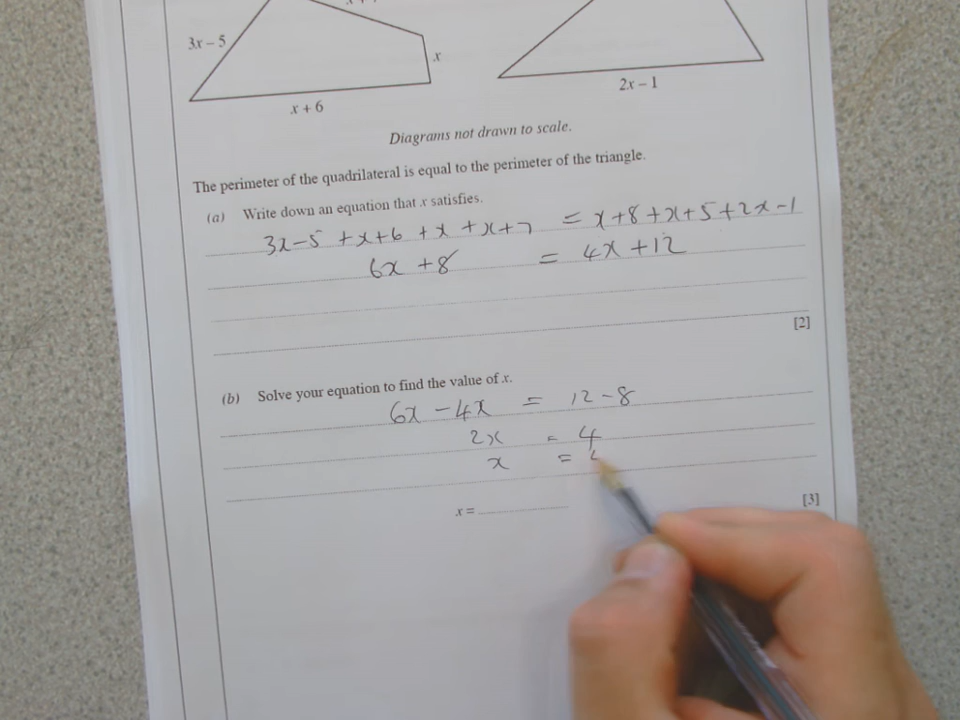 3x – 5
x
x + 6
2x – 1
Diagrams not drawn to scale.
The perimeter of the quadrilateral is equal to the perimeter of the triangle.
(a) Write down an equation that x satisfies.
3x-5 +x+6 +x +x+7 = x+8+x+5+2x-1
6x +8 = 4x +12
[2]
(b) Solve your equation to find the value of x.
6x -4x = 12-8
2x = 4
x =
x = ....................
[3]